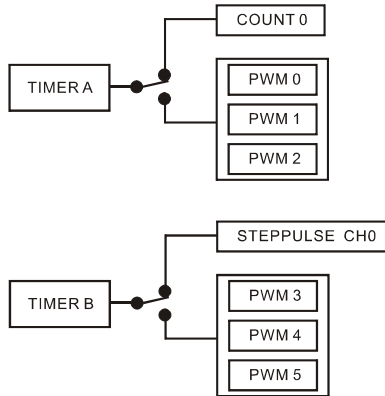 COUNT 0
TIMER A
PWM 0
PWM 1
PWM 2
STEPPULSE CH0
TIMER B
PWM 3
PWM 4
PWM 5